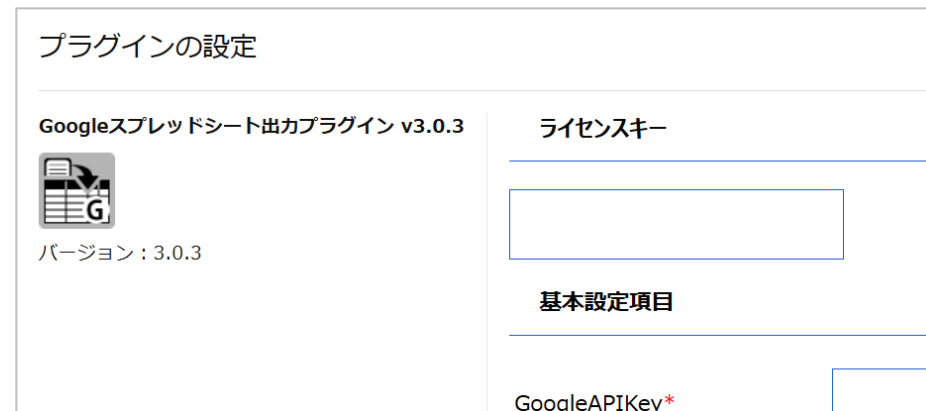 プラグインの設定
Googleスプレッドシート出力プラグイン v3.0.3
G
バージョン：3.0.3
ライセンスキー
基本設定項目
GoogleAPIKey*